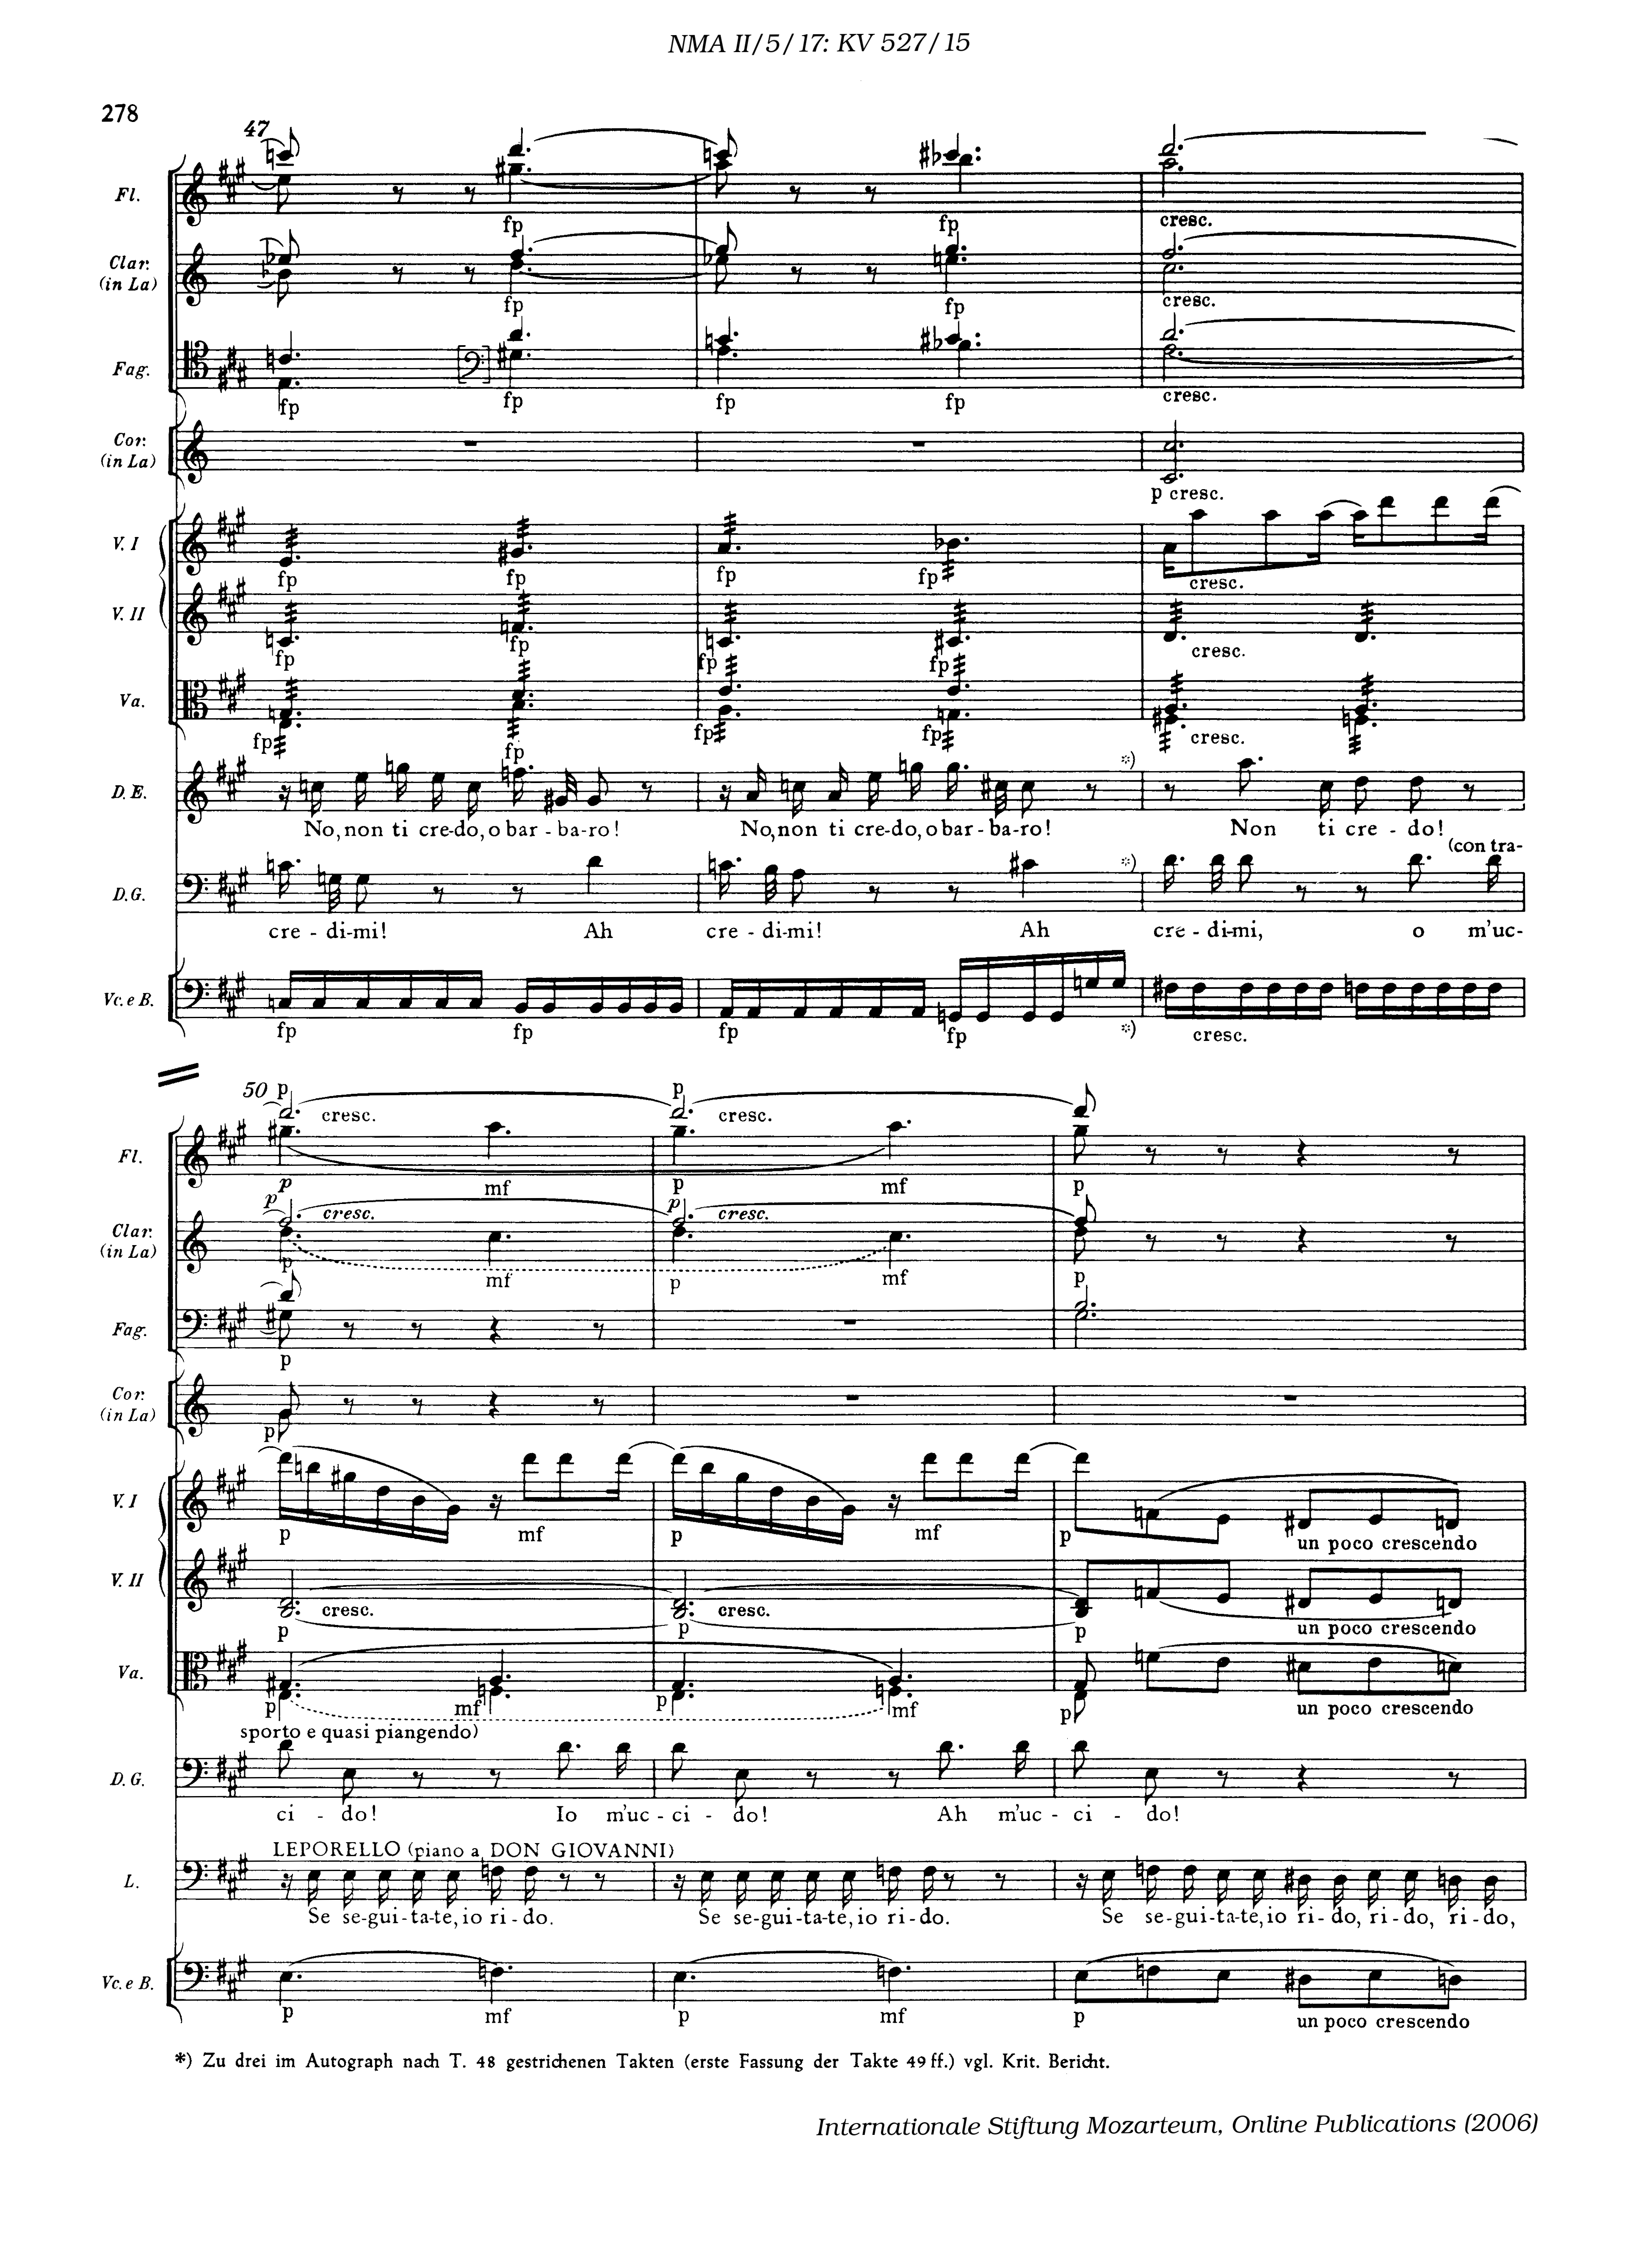 NMA II/5/17: KV 527/15
278
47
Fl.
fp fp cresc.
Clar.
(in La)
fp fp cresc.
Fag.
fp fp fp fp cresc.
Cor.
(in La)
p cresc.
V. I
fp fp fp fp cresc.
V. II
fp fp fp fp cresc.
Va.
fp fp fp fp cresc.
*)
D. E.
No, non ti cre-do, o bar-ba-ro! No, non ti cre-do, o bar-ba-ro! Non ti cre - do!
(con tra-
*)
D. G.
cre - di-mi! Ah cre - di-mi! Ah cre - di-mi, o m'uc-
Vc. e B.
fp fp fp fp *) cresc.
50
p cresc. p cresc.
Fl.
p mf p mf p
p cresc. p cresc.
Clar.
(in La)
p mf p mf p
Fag.
p
Cor.
(in La)
p
V. I
p mf p mf p un poco crescendo
V. II
cresc. cresc.
p p p un poco crescendo
Va.
p mf p mf p un poco crescendo
sporto e quasi piangendo)
D. G.
ci - do! Io m'uc - ci - do! Ah m'uc - ci - do!
LEPORELLO (piano a DON GIOVANNI)
L.
Se se-gui-ta-te, io ri-do. Se se-gui-ta-te, io ri-do. Se se-gui-ta-te, io ri-do, ri-do, ri-do,
Vc. e B.
p mf p mf p un poco crescendo
*) Zu drei im Autograph nach T. 48 gestrichenen Takten (erste Fassung der Takte 49 ff.) vgl. Krit. Bericht.
Internationale Stiftung Mozarteum, Online Publications (2006)